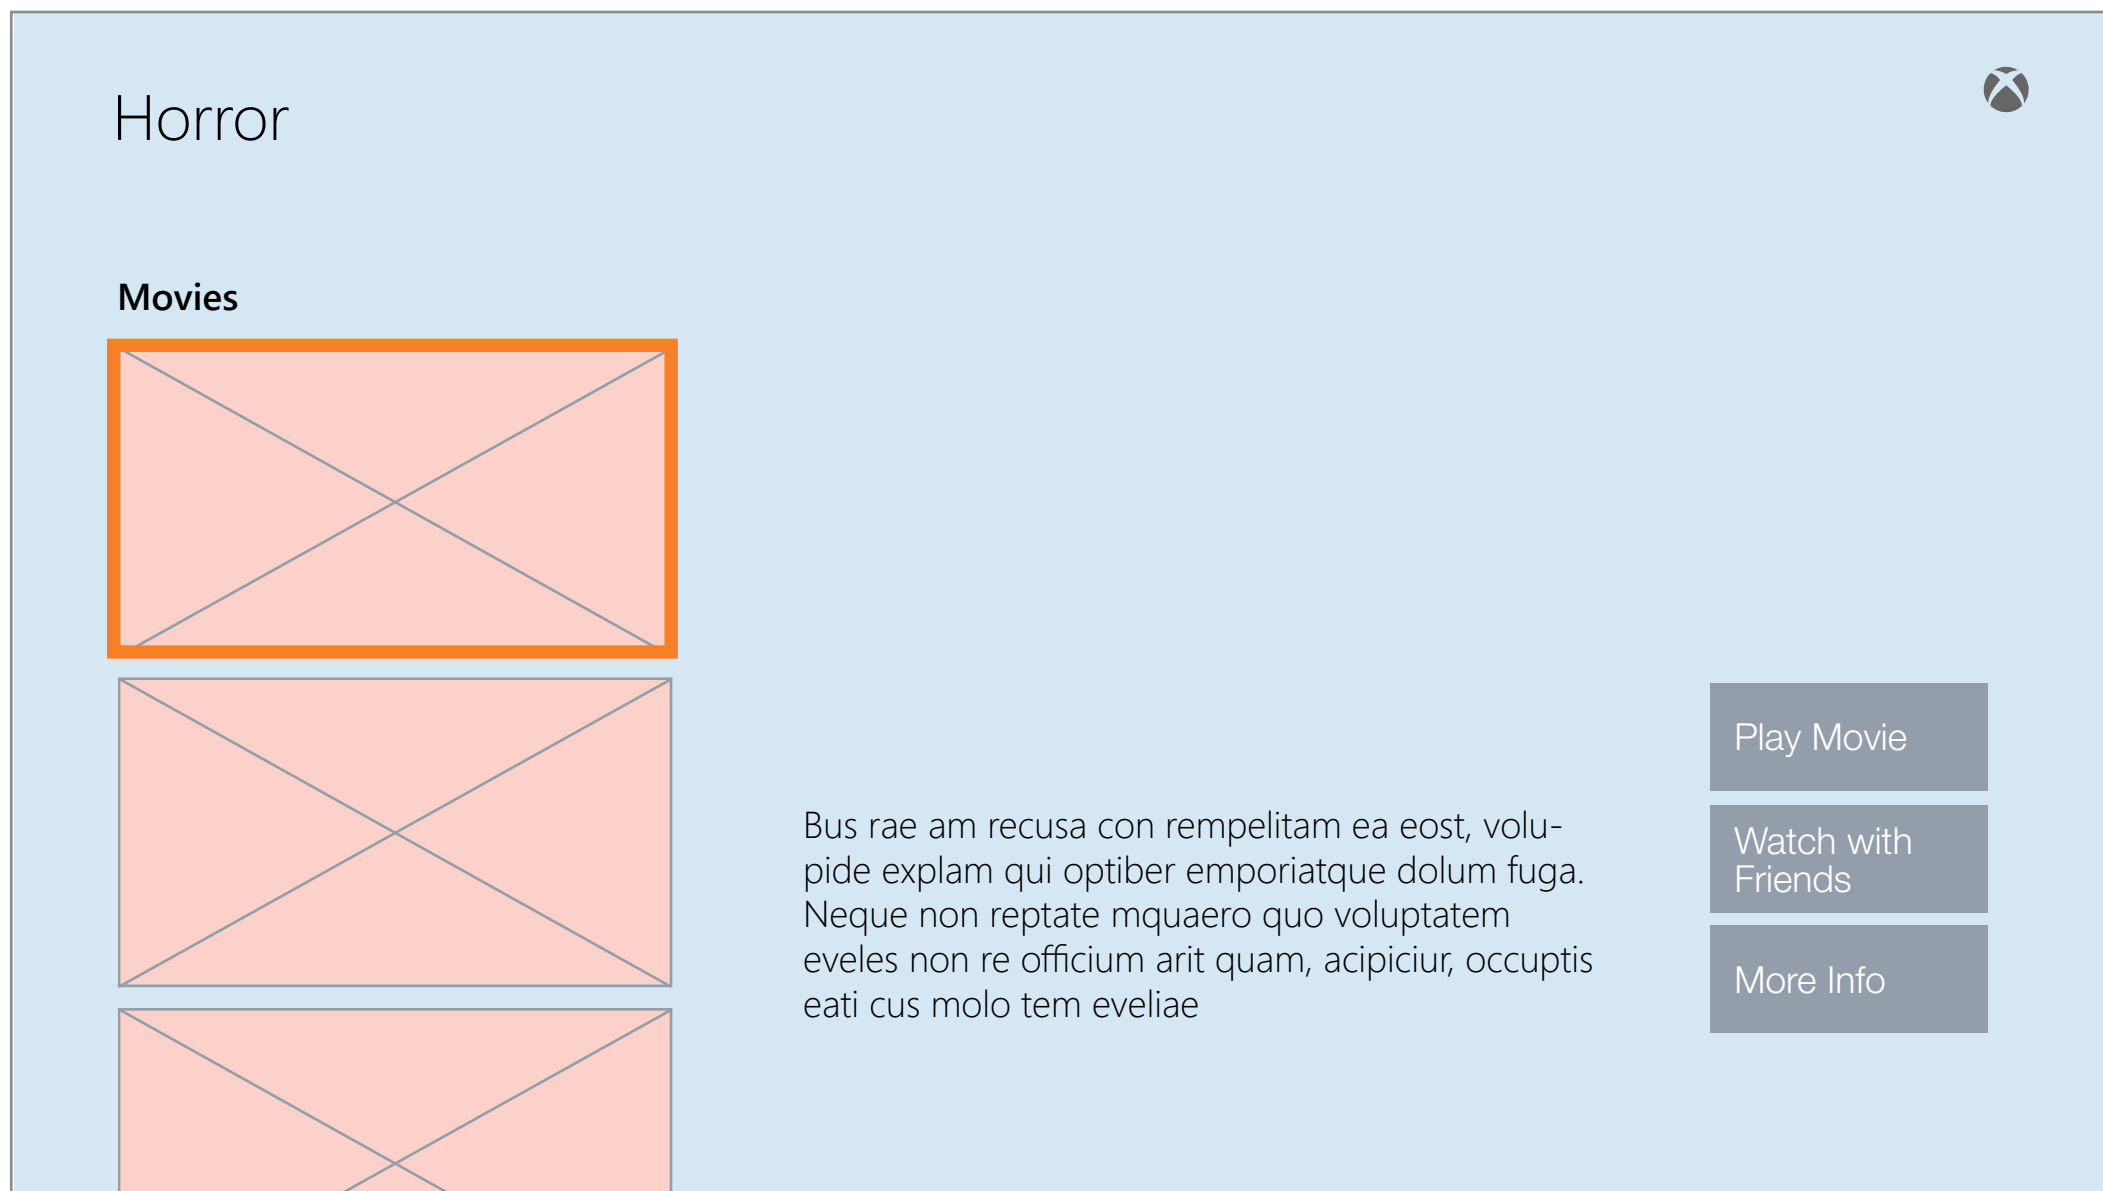 Horror
Movies
Bus rae am recusa con rempelitam ea eost, volu-
pide explam qui optiber emporiatque dolum fuga.
Neque non reptate mquaero quo voluptatem
eveles non re officium arit quam, acipiciur, occuptis
eati cus molo tem eveliae
Play Movie
Watch with
Friends
More Info